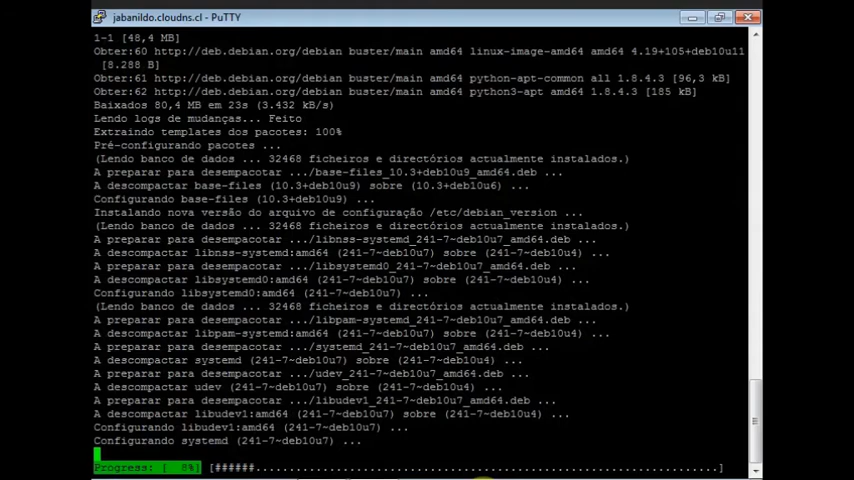 jabanildo.cloudns.cl - PuTTY
1-1 [48,4 MB]
Obter:60 http://deb.debian.org/debian buster/main amd64 linux-image-amd64 amd64 4.19+105+deb10u11
[8.288 B]
Obter:61 http://deb.debian.org/debian buster/main amd64 python-apt-common all 1.8.4.3 [96,3 kB]
Obter:62 http://deb.debian.org/debian buster/main amd64 python3-apt amd64 1.8.4.3 [185 kB]
Baixados 80,4 MB em 23s (3.432 kB/s)
Lendo logs de mudanças... Feito
Extraindo templates dos pacotes: 100%
Pré-configurando pacotes ...
(Lendo banco de dados ... 32468 ficheiros e directórios actualmente instalados.)
A preparar para desempacotar .../base-files_10.3+deb10u9_amd64.deb ...
A descompactar base-files (10.3+deb10u9) sobre (10.3+deb10u6) ...
Configurando base-files (10.3+deb10u9) ...
Instalando nova versão do arquivo de configuração /etc/debian_version ...
(Lendo banco de dados ... 32468 ficheiros e directórios actualmente instalados.)
A preparar para desempacotar .../libnss-systemd_241-7~deb10u7_amd64.deb ...
A descompactar libnss-systemd:amd64 (241-7~deb10u7) sobre (241-7~deb10u4) ...
A preparar para desempacotar .../libsystemd0_241-7~deb10u7_amd64.deb ...
A descompactar libsystemd0:amd64 (241-7~deb10u7) sobre (241-7~deb10u4) ...
Configurando libsystemd0:amd64 (241-7~deb10u7) ...
(Lendo banco de dados ... 32468 ficheiros e directórios actualmente instalados.)
A preparar para desempacotar .../libpam-systemd_241-7~deb10u7_amd64.deb ...
A descompactar libpam-systemd:amd64 (241-7~deb10u7) sobre (241-7~deb10u4) ...
A preparar para desempacotar .../systemd_241-7~deb10u7_amd64.deb ...
A descompactar systemd (241-7~deb10u7) sobre (241-7~deb10u4) ...
A preparar para desempacotar .../udev_241-7~deb10u7_amd64.deb ...
A descompactar udev (241-7~deb10u7) sobre (241-7~deb10u4) ...
A preparar para desempacotar .../libudev1_241-7~deb10u7_amd64.deb ...
A descompactar libudev1:amd64 (241-7~deb10u7) sobre (241-7~deb10u4) ...
Configurando libudev1:amd64 (241-7~deb10u7) ...
Configurando systemd (241-7~deb10u7) ...
Progress: [  8%] [######......................................................................]